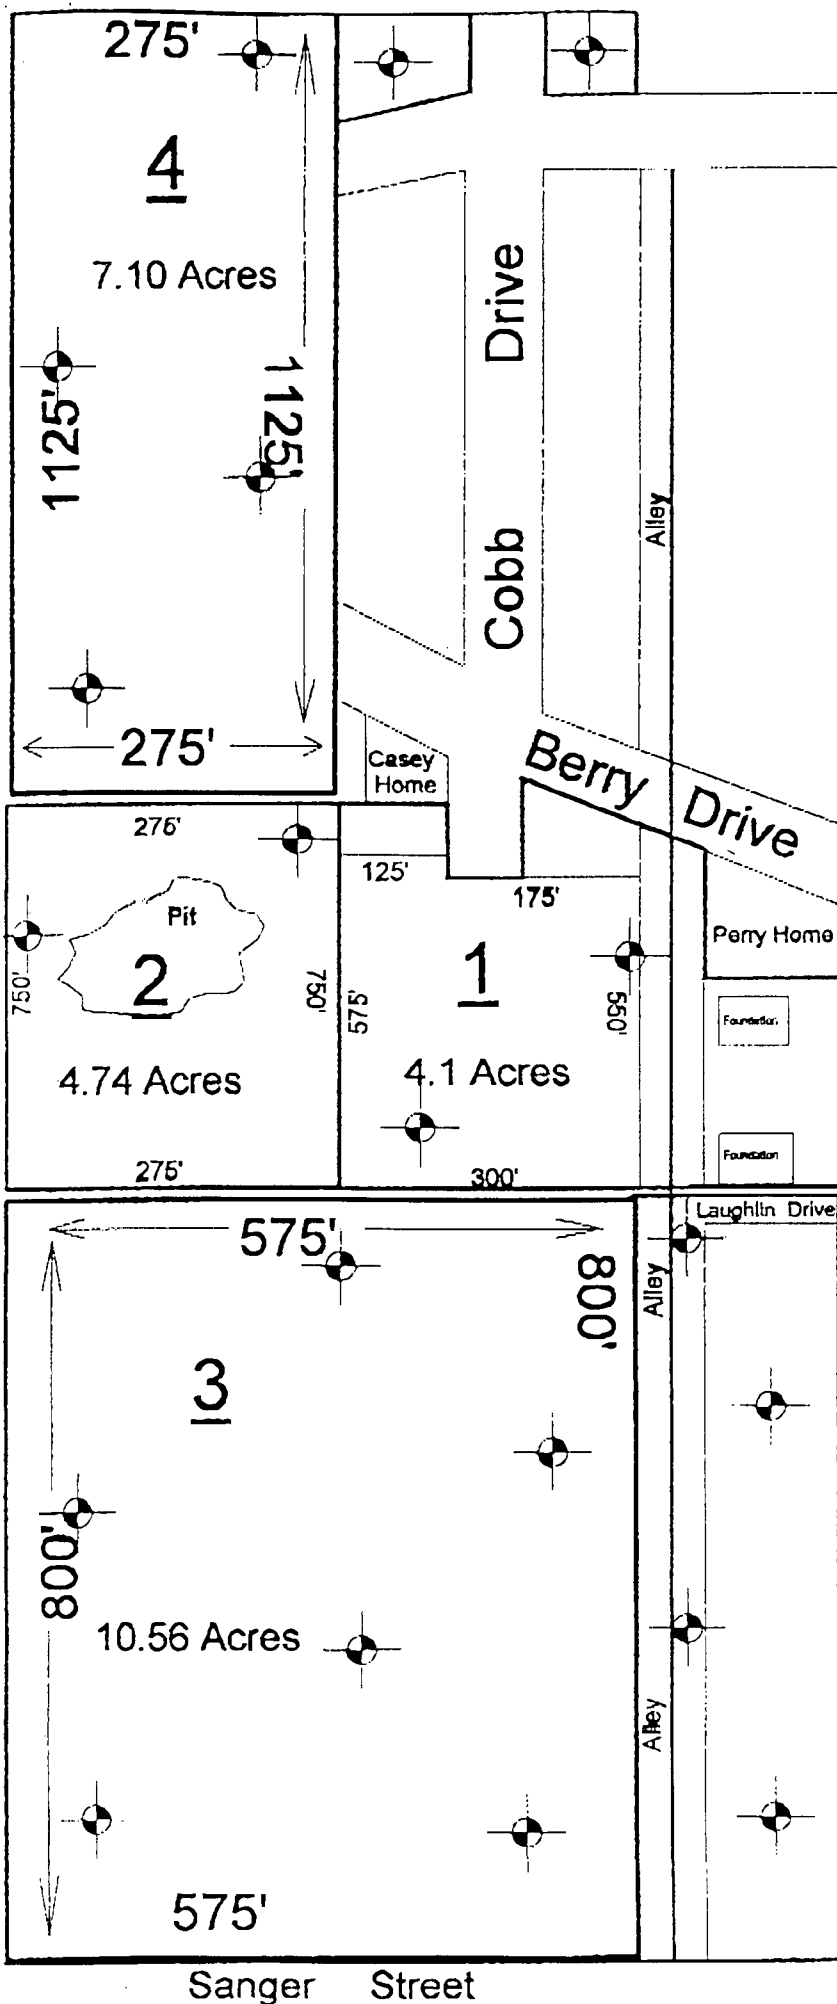 275'
4
7.10 Acres
1125'
1125'
275'
Cobb Drive
Alley
Casey
Home
Berry Drive
275'
Pit
2
750'
750'
4.74 Acres
275'
125'
175'
1
575'
550'
4.1 Acres
300'
Perry Home
Foundation
Foundation
Laughlin Drive
575'
800'
Alley
3
800'
10.56 Acres
Alley
575'
Sanger Street